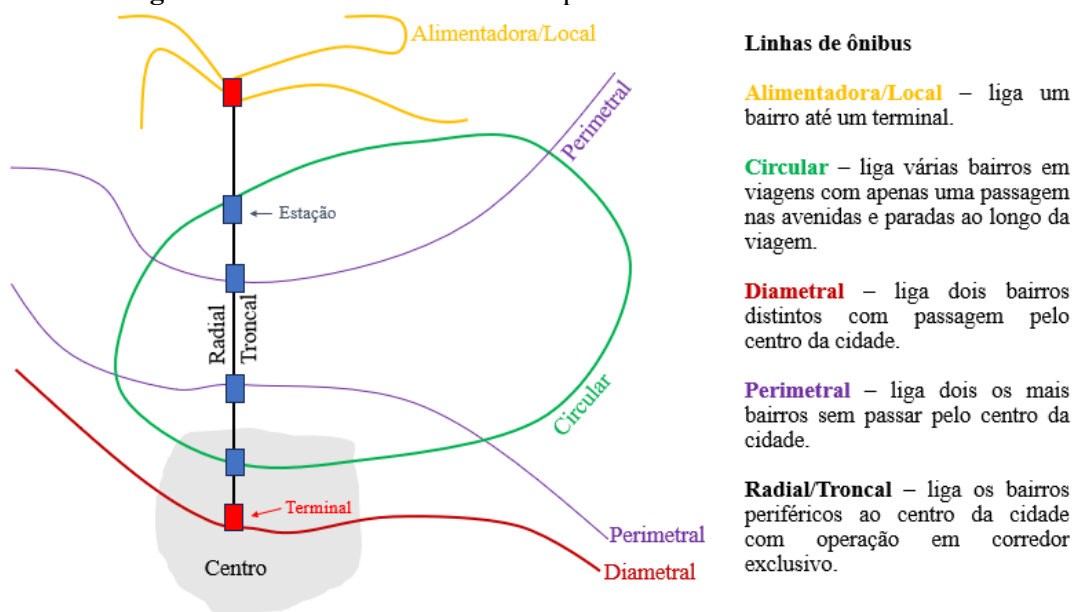 Alimentadora/Local
Perimetral
Estação
Radial
Troncal
Circular
Terminal
Centro
Perimetral
Diametral
Linhas de ônibus
Alimentadora/Local – liga um
bairro até um terminal.
Circular – liga várias bairros em
viagens com apenas uma passagem
nas avenidas e paradas ao longo da
viagem.
Diametral – liga dois bairros
distintos com passagem pelo
centro da cidade.
Perimetral – liga dois os mais
bairros sem passar pelo centro da
cidade.
Radial/Troncal – liga os bairros
periféricos ao centro da cidade
com operação em corredor
exclusivo.